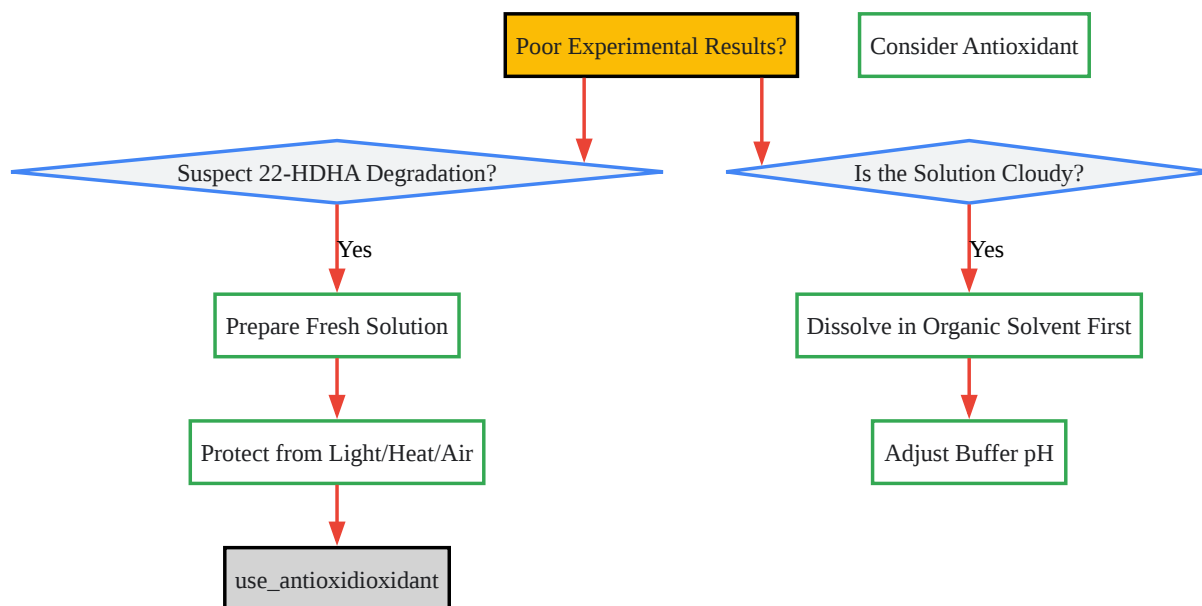 Poor Experimental Results?
Consider Antioxidant
Suspect 22-HDHA Degradation?
Is the Solution Cloudy?
Yes
Yes
Prepare Fresh Solution
Dissolve in Organic Solvent First
Protect from Light/Heat/Air
Adjust Buffer pH
use_antioxidioxidant